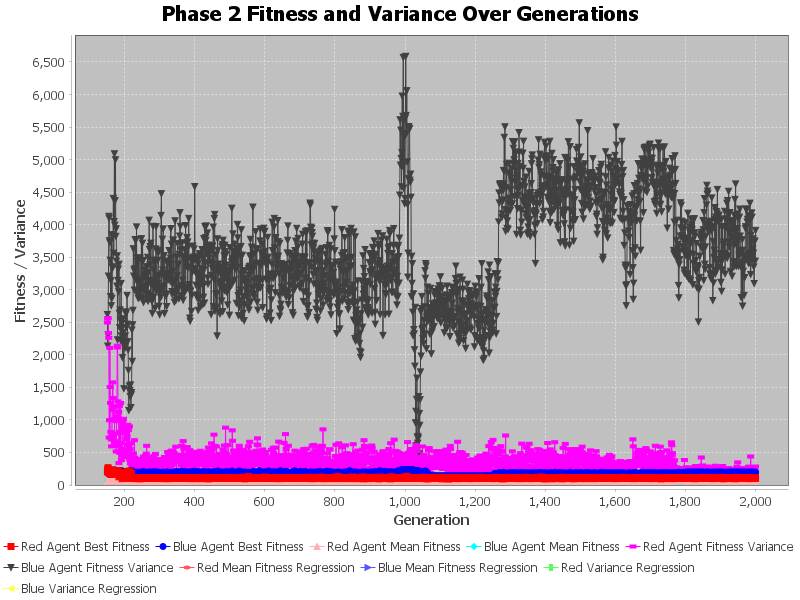 Phase 2 Fitness and Variance Over Generations
6,500
6,000
5,500
5,000
4,500
4,000
3,500
3,000
2,500
2,000
1,500
1,000
500
0
Fitness / Variance
200 400 600 800 1,000 1,200 1,400 1,600 1,800 2,000
Generation
Red Agent Best Fitness Blue Agent Best Fitness Red Agent Mean Fitness Blue Agent Mean Fitness Red Agent Fitness Variance
Blue Agent Fitness Variance Red Mean Fitness Regression Blue Mean Fitness Regression Red Variance Regression
Blue Variance Regression